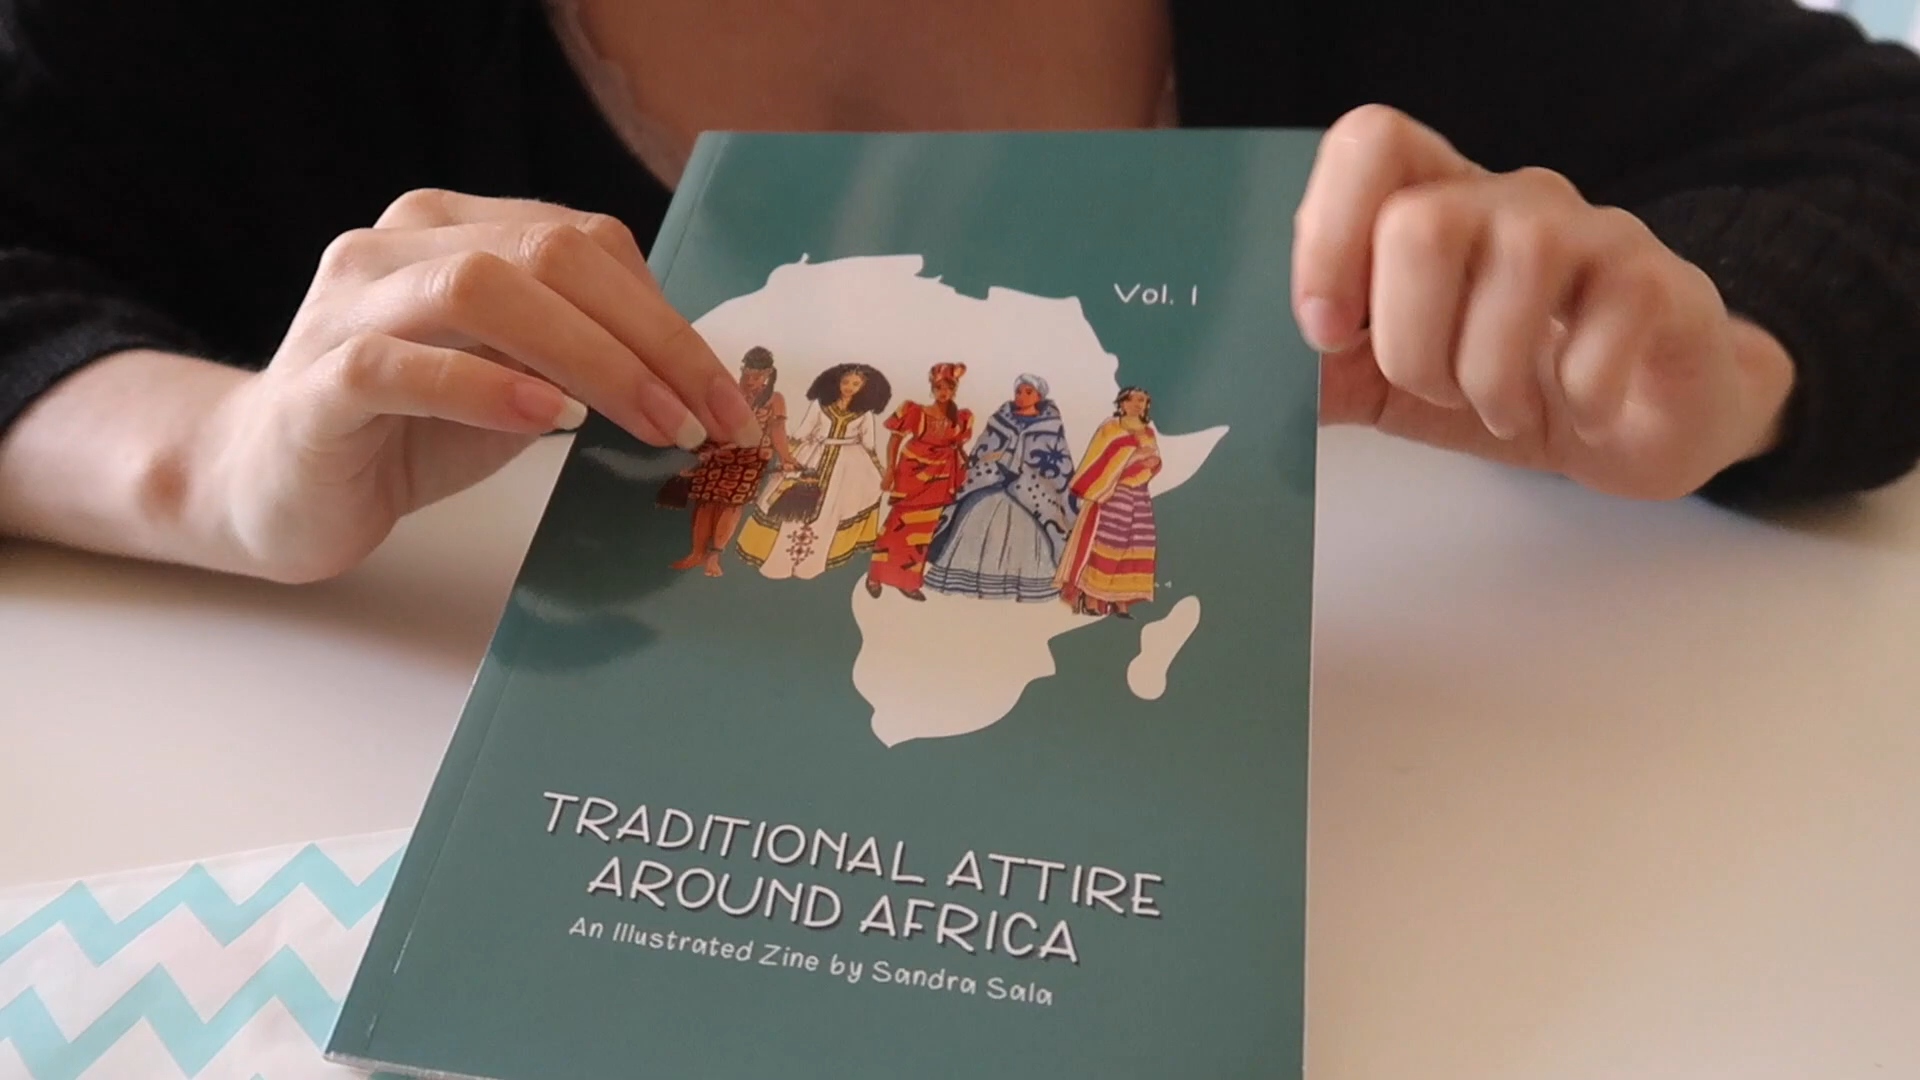 Vol. 1
TRADITIONAL ATTIRE
AROUND AFRICA
An Illustrated Zine by Sandra Sala